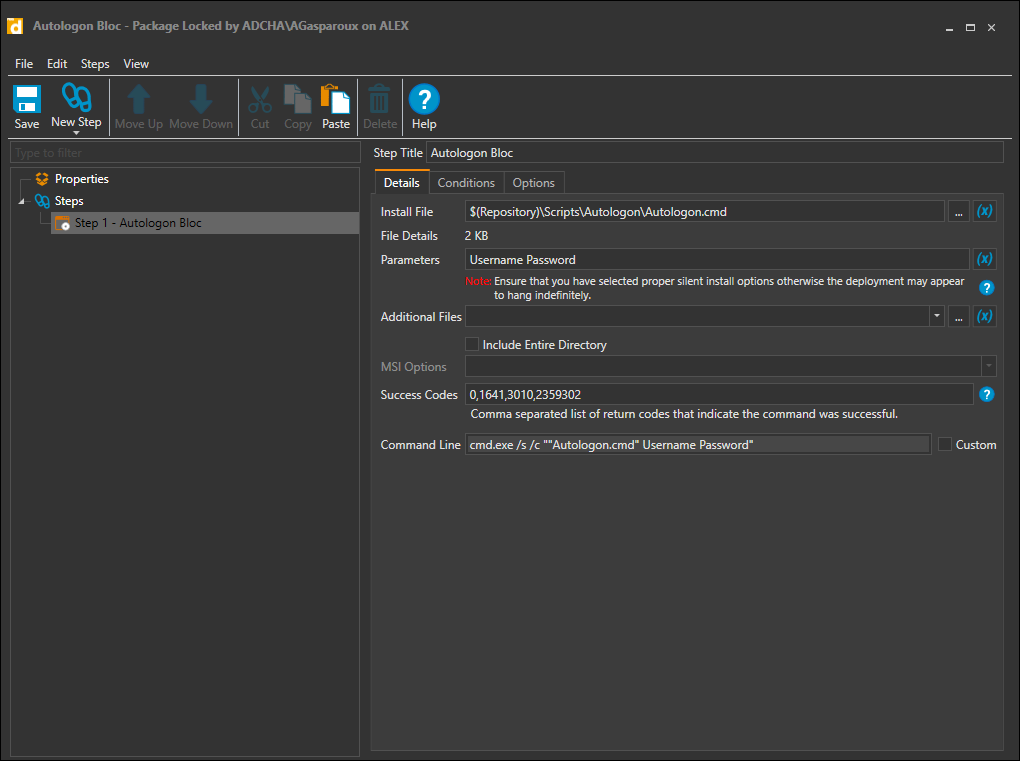 Autologon Bloc - Package Locked by ADCHA\AGasparoux on ALEX
File Edit Steps View
Save New Step Move Up Move Down Cut Copy Paste Delete Help
Type to filter
Properties
Steps
Step 1 - Autologon Bloc
Step Title Autologon Bloc
Details Conditions Options
Install File $(Repository)\Scripts\Autologon\Autologon.cmd ... (x)
File Details 2 KB
Parameters Username Password (x)
Note: Ensure that you have selected proper silent install options otherwise the deployment may appear
to hang indefinitely. ?
Additional Files ... (x)
Include Entire Directory
MSI Options
Success Codes 0,1641,3010,2359302 ?
Comma separated list of return codes that indicate the command was successful.
Command Line cmd.exe /s /c ""Autologon.cmd" Username Password" Custom